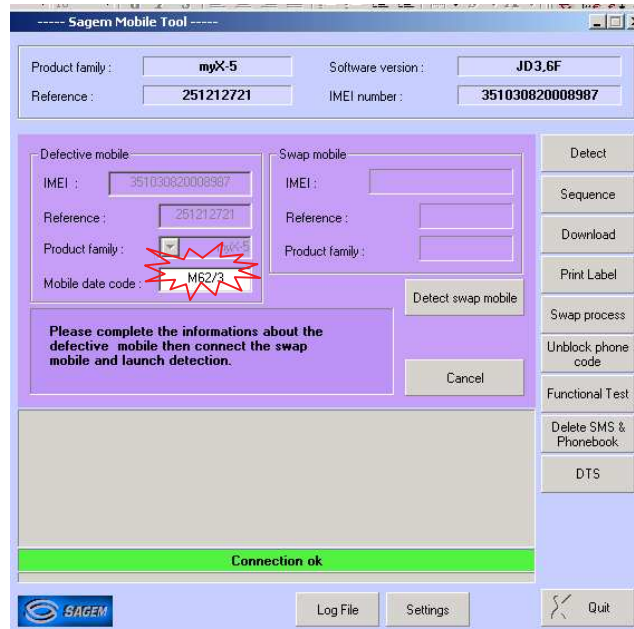 ----- Sagem Mobile Tool -----
Product family : myX-5 Software version : JD3,6F
Reference : 251212721 IMEI number : 351030820008987
Defective mobile
IMEI : 351030820008987
Reference : 251212721
Product family : myX-5
Mobile date code : M62/3
Swap mobile
IMEI :
Reference :
Product family :
Detect swap mobile
Please complete the informations about the
defective mobile then connect the swap
mobile and launch detection.
Cancel
Detect
Sequence
Download
Print Label
Swap process
Unblock phone
code
Functional Test
Delete SMS &
Phonebook
DTS
Connection ok
SAGEM
Log File
Settings
Quit